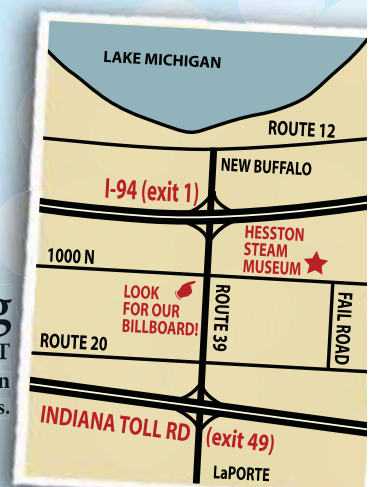 LAKE MICHIGAN
ROUTE 12
NEW BUFFALO
I-94 (exit 1)
HESSTON
STEAM
MUSEUM
1000 N
LOOK
FOR OUR
BILLBOARD!
ROUTE 39
FAIL ROAD
ROUTE 20
INDIANA TOLL RD (exit 49)
LaPORTE